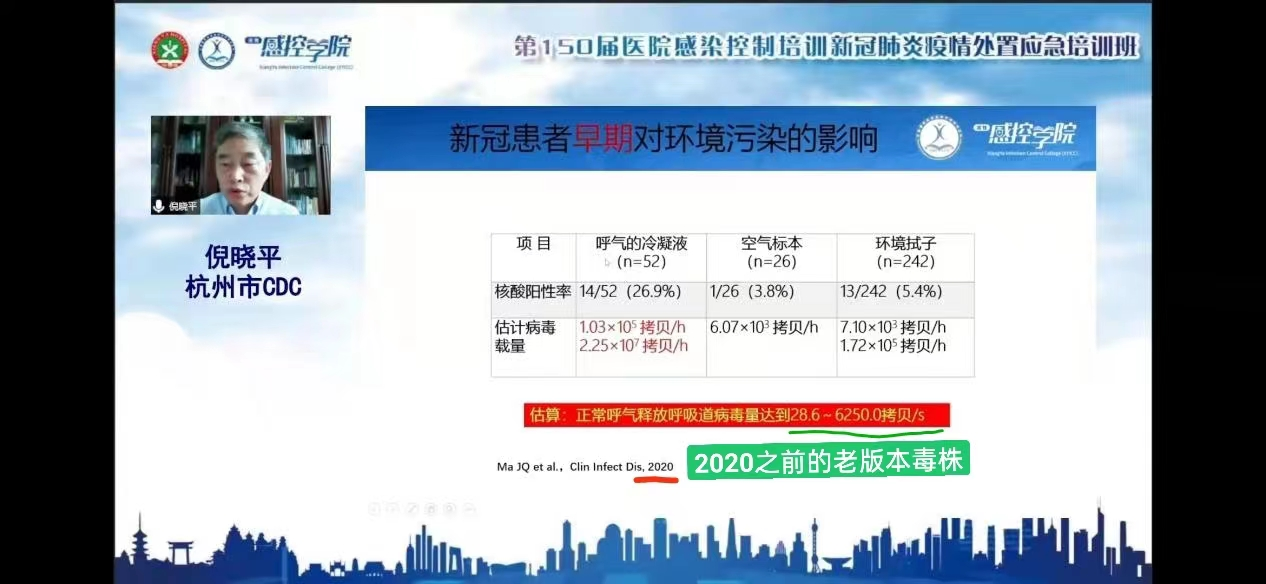 感控学院
第150届医院感染控制培训新冠肺炎疫情处置应急培训班
倪晓平
倪晓平
杭州市CDC
新冠患者早期对环境污染的影响
感控学院
项目 呼气的冷凝液 空气标本 环境拭子
(n=52) (n=26) (n=242)
核酸阳性率 14/52（26.9%） 1/26（3.8%） 13/242（5.4%）
估计病毒 1.03×10⁵ 拷贝/h 6.07×10³ 拷贝/h 7.10×10³ 拷贝/h
载量 2.25×10⁷ 拷贝/h 1.72×10⁵ 拷贝/h
估算：正常呼气释放呼吸道病毒量达到28.6～6250.0拷贝/s
Ma JQ et al.，Clin Infect Dis, 2020
2020之前的老版本毒株